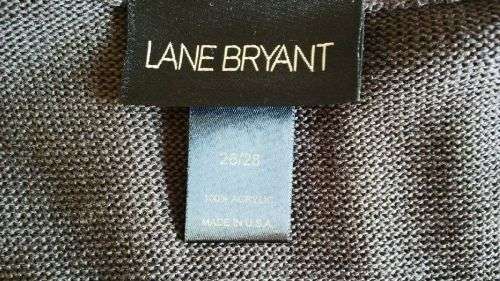 LANE BRYANT
26/28
100% ACRYLIC
MADE IN U.S.A.